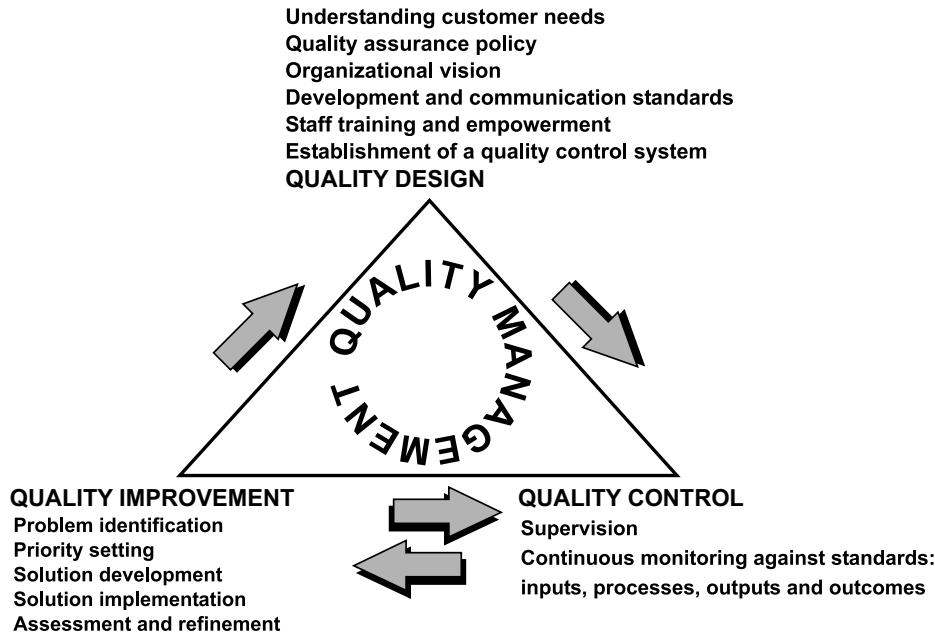 Understanding customer needs
Quality assurance policy
Organizational vision
Development and communication standards
Staff training and empowerment
Establishment of a quality control system
QUALITY DESIGN
QUALITY MANAGEMENT
QUALITY IMPROVEMENT
Problem identification
Priority setting
Solution development
Solution implementation
Assessment and refinement
QUALITY CONTROL
Supervision
Continuous monitoring against standards:
inputs, processes, outputs and outcomes